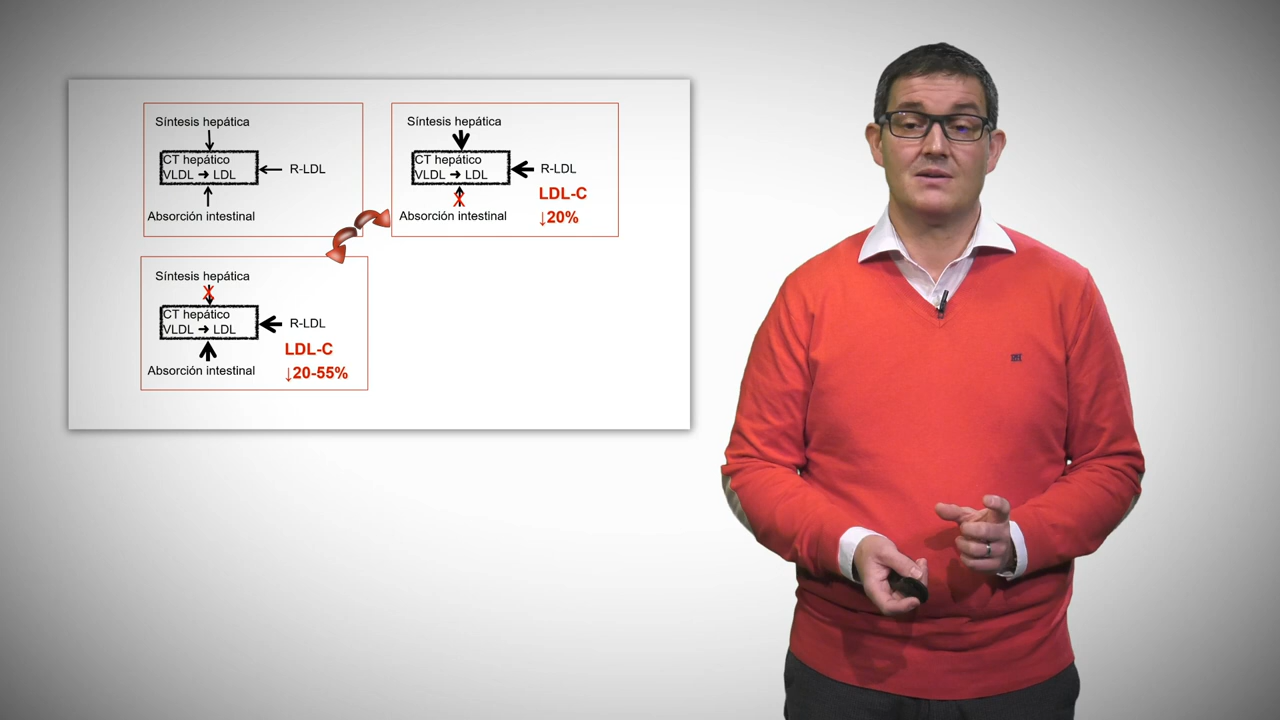 Síntesis hepática
CT hepático
VLDL → LDL
R-LDL
Absorción intestinal
Síntesis hepática
CT hepático
VLDL → LDL
R-LDL
LDL-C
↓20%
Absorción intestinal
Síntesis hepática
CT hepático
VLDL → LDL
R-LDL
LDL-C
↓20-55%
Absorción intestinal